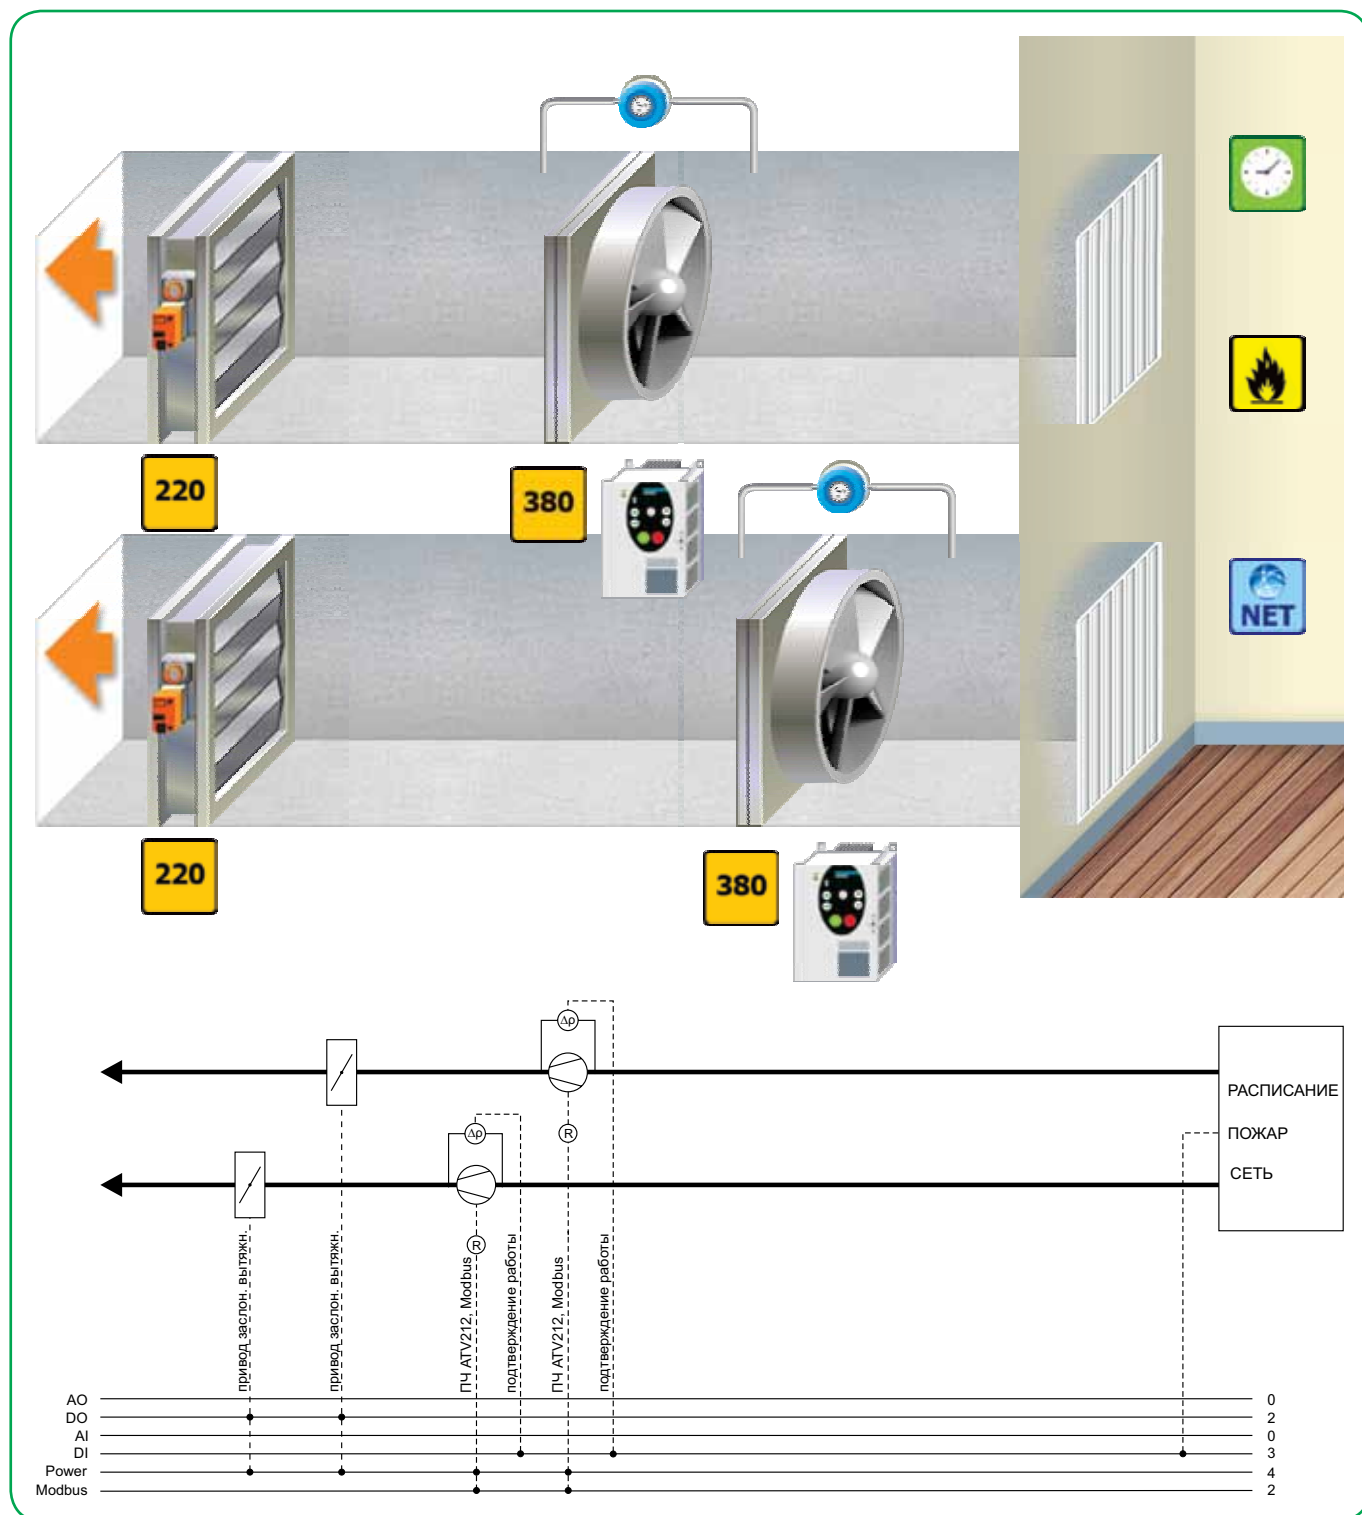 220
380
NET
220
380
Δp
РАСПИСАНИЕ
Δp
R
ПОЖАР
СЕТЬ
R
привод заслон. вытяжн.
привод заслон. вытяжн.
ПЧ ATV212, Modbus
подтверждение работы
ПЧ ATV212, Modbus
подтверждение работы
AO 0
DO 2
AI 0
DI 3
Power 4
Modbus 2